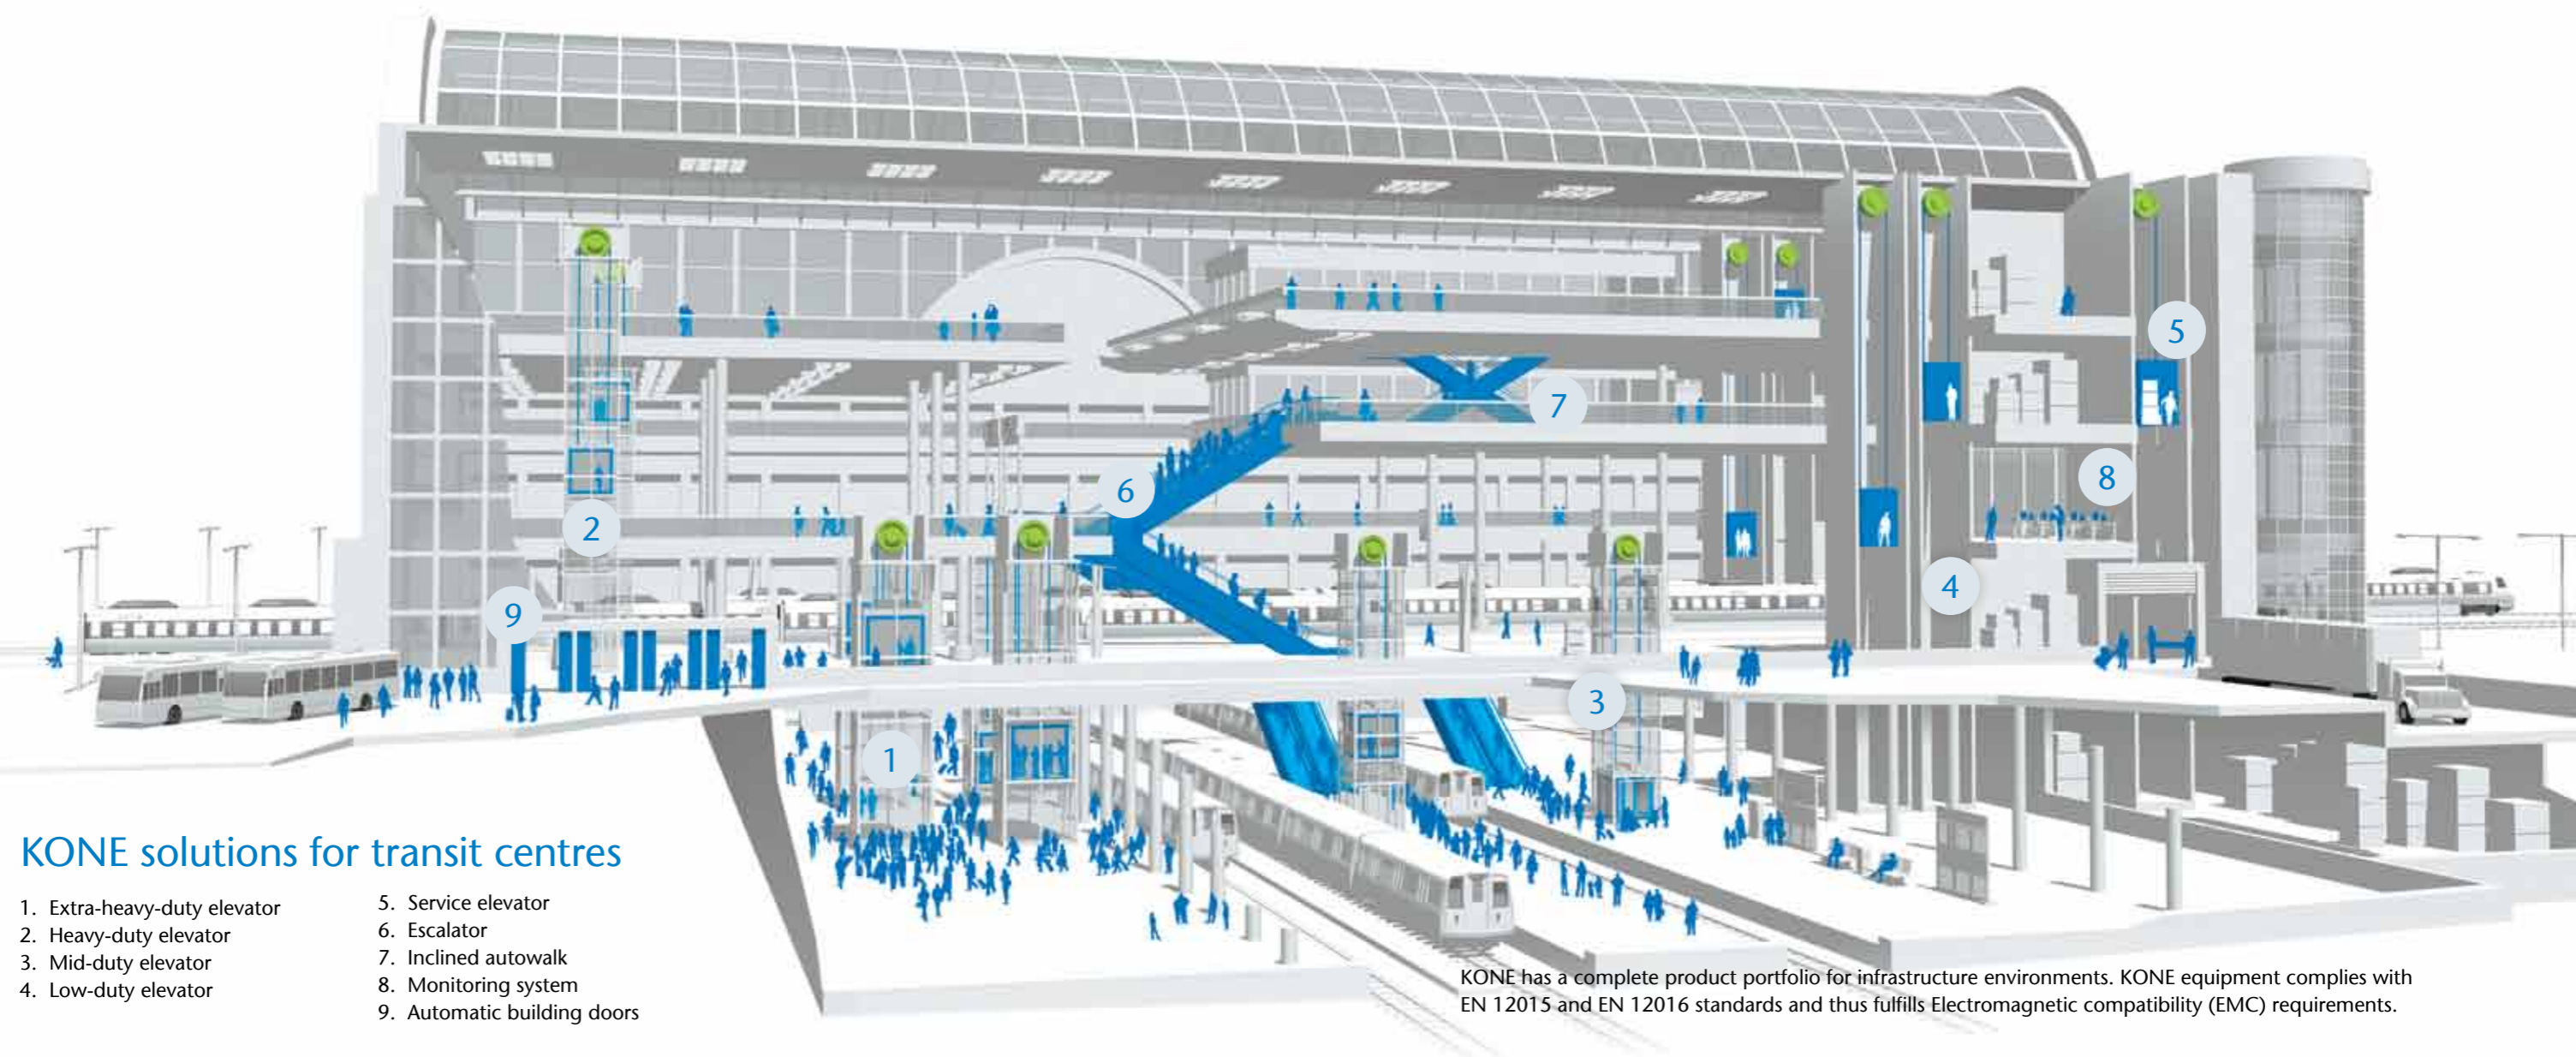 5
7
6
8
2
4
9
3
1
KONE solutions for transit centres
1. Extra-heavy-duty elevator
2. Heavy-duty elevator
3. Mid-duty elevator
4. Low-duty elevator
5. Service elevator
6. Escalator
7. Inclined autowalk
8. Monitoring system
9. Automatic building doors
KONE has a complete product portfolio for infrastructure environments. KONE equipment complies with
EN 12015 and EN 12016 standards and thus fulfills Electromagnetic compatibility (EMC) requirements.